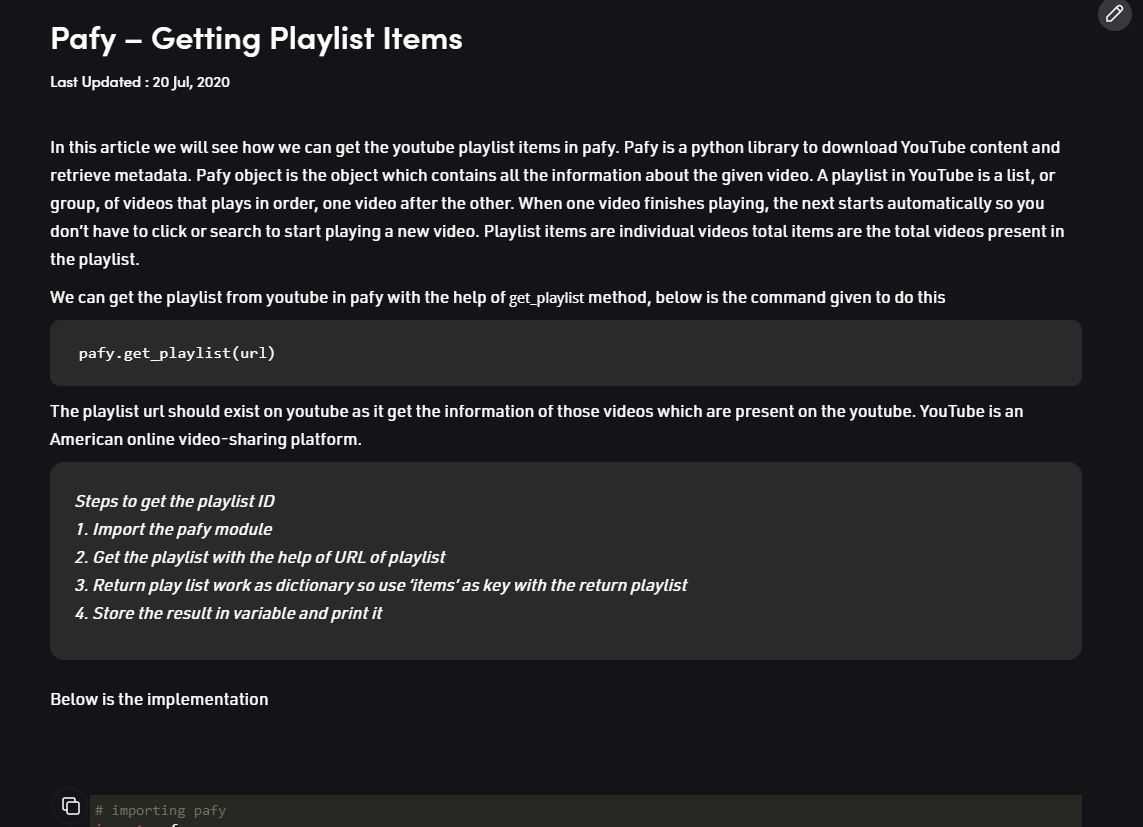 Pafy – Getting Playlist Items
Last Updated : 20 Jul, 2020
In this article we will see how we can get the youtube playlist items in pafy. Pafy is a python library to download YouTube content and
retrieve metadata. Pafy object is the object which contains all the information about the given video. A playlist in YouTube is a list, or
group, of videos that plays in order, one video after the other. When one video finishes playing, the next starts automatically so you
don’t have to click or search to start playing a new video. Playlist items are individual videos total items are the total videos present in
the playlist.
We can get the playlist from youtube in pafy with the help of get_playlist method, below is the command given to do this
pafy.get_playlist(url)
The playlist url should exist on youtube as it get the information of those videos which are present on the youtube. YouTube is an
American online video-sharing platform.
Steps to get the playlist ID
1. Import the pafy module
2. Get the playlist with the help of URL of playlist
3. Return play list work as dictionary so use ‘items’ as key with the return playlist
4. Store the result in variable and print it
Below is the implementation
# importing pafy